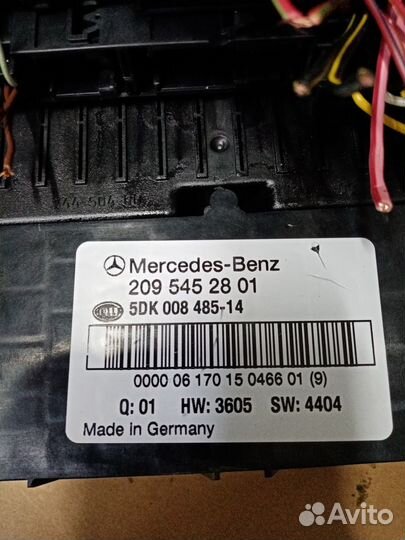 Mercedes-Benz
209 545 28 01
HELLA 5DK 008 485-14
0000 06 170 15 0466 01 (9)
Q: 01 HW: 3605 SW: 4404
Made in Germany
Avito